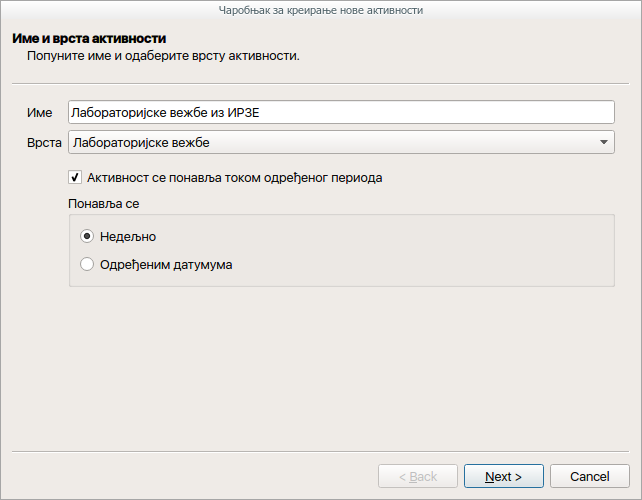 Чаробњак за креирање нове активности
Име и врста активности
Попуните име и одаберите врсту активности.
Име Лабораторијске вежбе из ИРЗЕ
Врста Лабораторијске вежбе
Активност се понавља током одређеног периода
Понавља се
Недељно
Одређеним датумума
< Back Next > Cancel